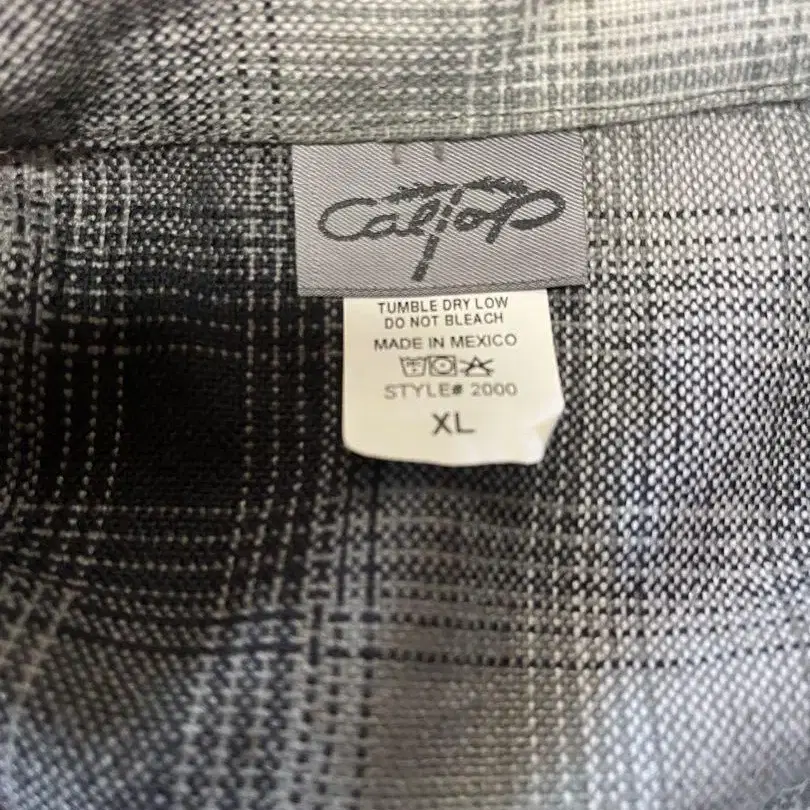 CalTop
TUMBLE DRY LOW
DO NOT BLEACH
MADE IN MEXICO
STYLE# 2000
XL